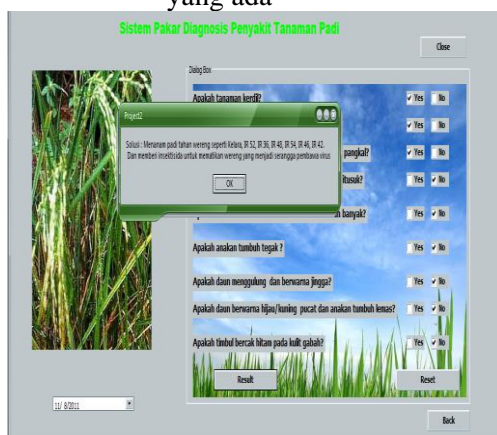 yang ada
Sistem Pakar Diagnosis Penyakit Tanaman Padi
Close
Dialog Box
Apakah tanaman kerdil?
Yes No
Yes No
Project2
Solusi : Menanam padi tahan wereng seperti Kelara, IR 52, IR 36, IR 48, IR 54, IR 46, IR 42.
Dan memberi insektisida untuk mematikan wereng yang menjadi serangga pembawa virus
OK
pangkal?
Yes No
itusuk?
Yes No
banyak?
Yes No
Apakah anakan tumbuh tegak ?
Yes No
Apakah daun menggulung dan berwarna jingga?
Yes No
Apakah daun berwarna hijau/kuning pucat dan anakan tumbuh lemas?
Yes No
Apakah timbul bercak hitam pada kulit gabah?
Yes No
Result
Reset
11/ 8/2011
Back